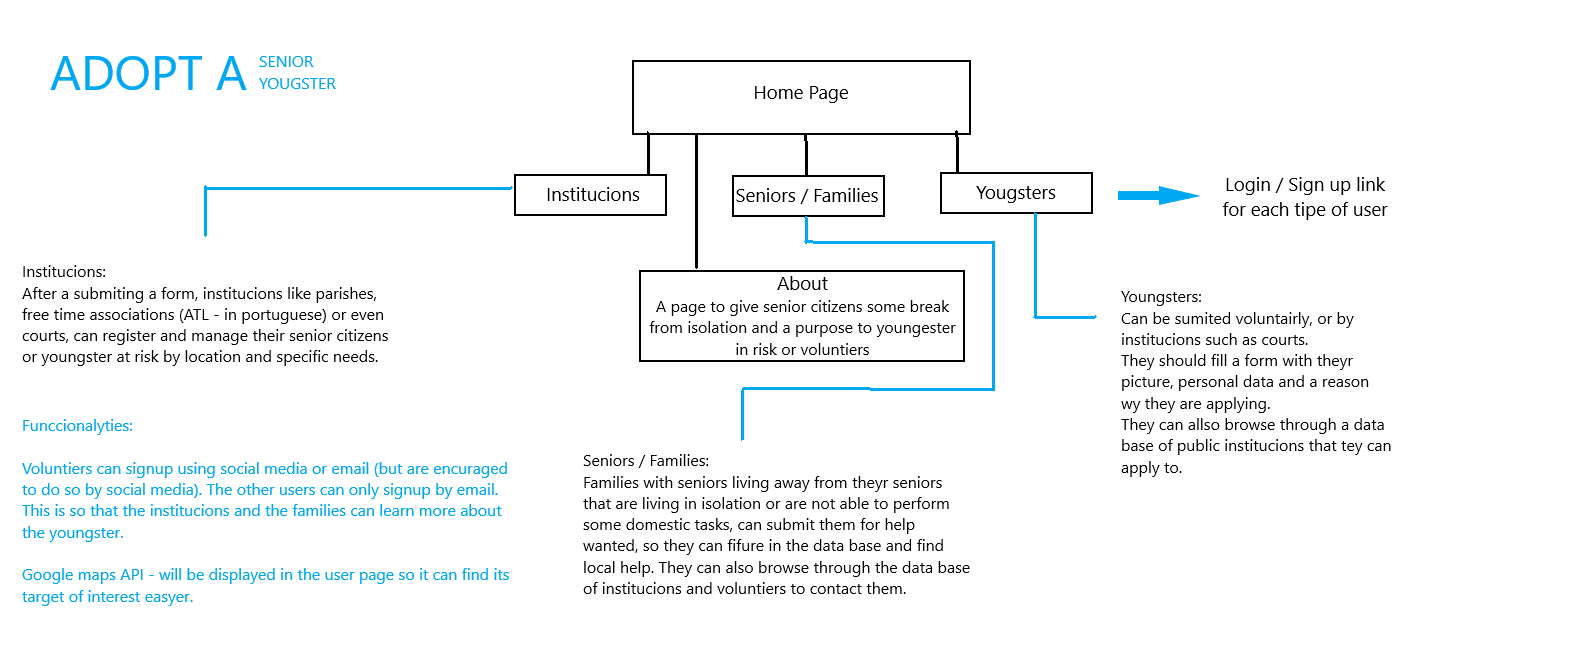 ADOPT A
SENIOR
YOUGSTER
Home Page
Institucions
Seniors / Families
Yougsters
Login / Sign up link
for each tipe of user
About
A page to give senior citizens some break
from isolation and a purpose to youngester
in risk or voluntiers
Institucions:
After a submiting a form, institucions like parishes,
free time associations (ATL - in portuguese) or even
courts, can register and manage their senior citizens
or youngster at risk by location and specific needs.
Youngsters:
Can be sumited voluntairly, or by
institucions such as courts.
They should fill a form with theyr
picture, personal data and a reason
wy they are applying.
They can allso browse through a data
base of public institucions that tey can
apply to.
Funccionalyties:
Voluntiers can signup using social media or email (but are encuraged
to do so by social media). The other users can only signup by email.
This is so that the institucions and the families can learn more about
the youngster.
Google maps API - will be displayed in the user page so it can find its
target of interest easyer.
Seniors / Families:
Families with seniors living away from theyr seniors
that are living in isolation or are not able to perform
some domestic tasks, can submit them for help
wanted, so they can fifure in the data base and find
local help. They can also browse through the data base
of institucions and voluntiers to contact them.